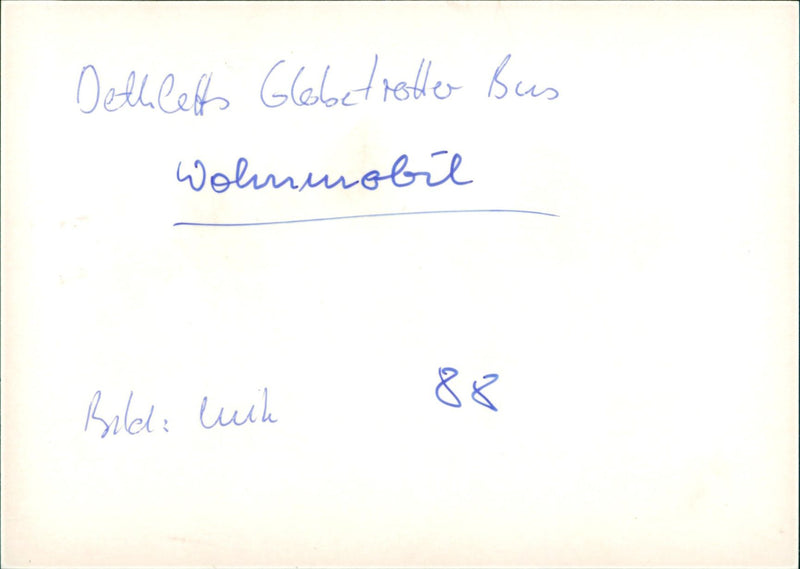 Dethleffs Globetrotter Bus
Wohnmobil
Bild:
88